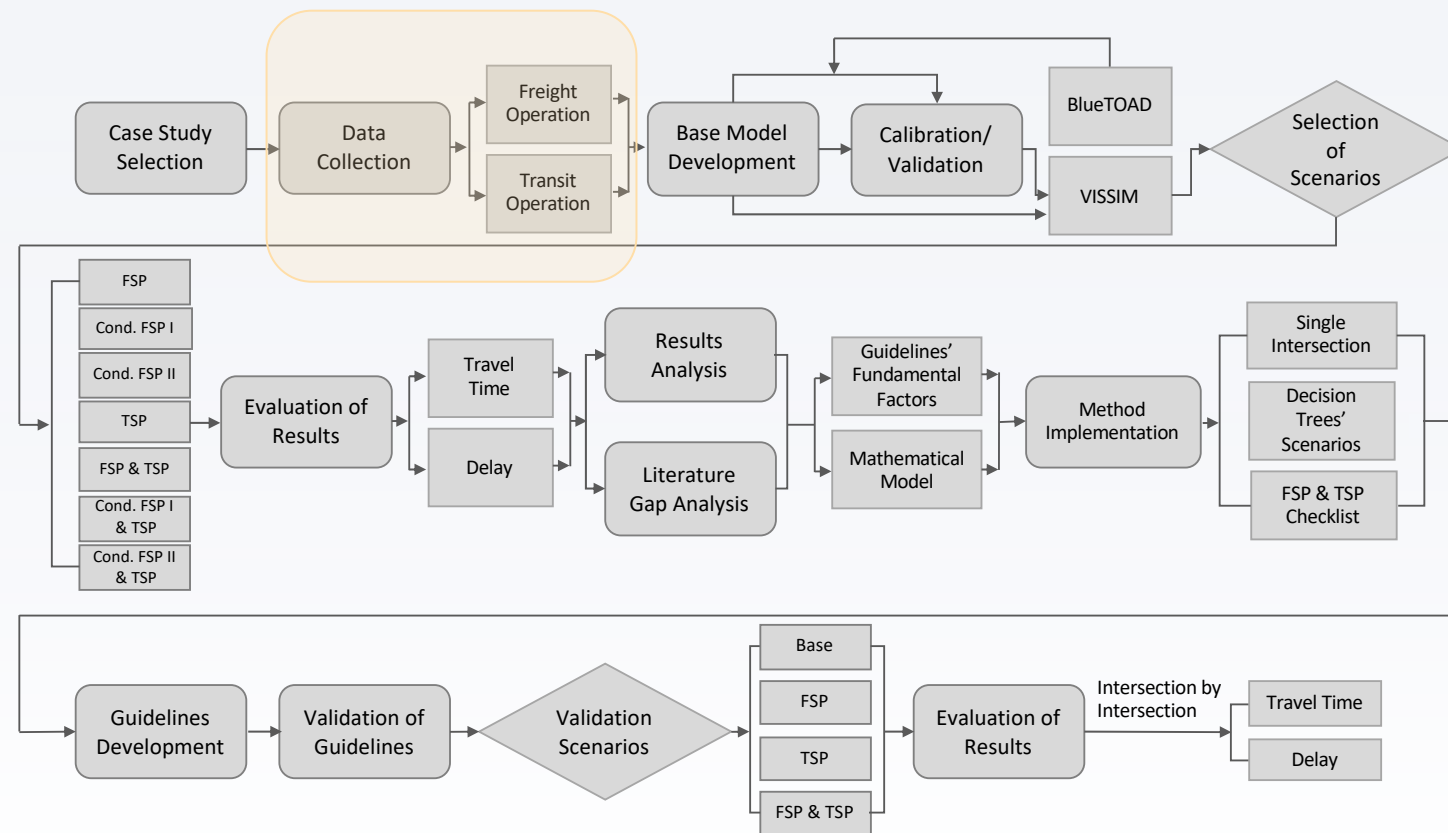 Case Study
Selection
Data
Collection
Freight
Operation
Transit
Operation
Base Model
Development
Calibration/
Validation
BlueTOAD
VISSIM
Selection
of
Scenarios
FSP
Cond. FSP I
Cond. FSP II
TSP
FSP & TSP
Cond. FSP I
& TSP
Cond. FSP II
& TSP
Evaluation of
Results
Travel
Time
Delay
Results
Analysis
Literature
Gap Analysis
Guidelines’
Fundamental
Factors
Mathematical
Model
Method
Implementation
Single
Intersection
Decision
Trees’
Scenarios
FSP & TSP
Checklist
Guidelines
Development
Validation of
Guidelines
Validation
Scenarios
Base
FSP
TSP
FSP & TSP
Evaluation of
Results
Intersection by
Intersection
Travel Time
Delay